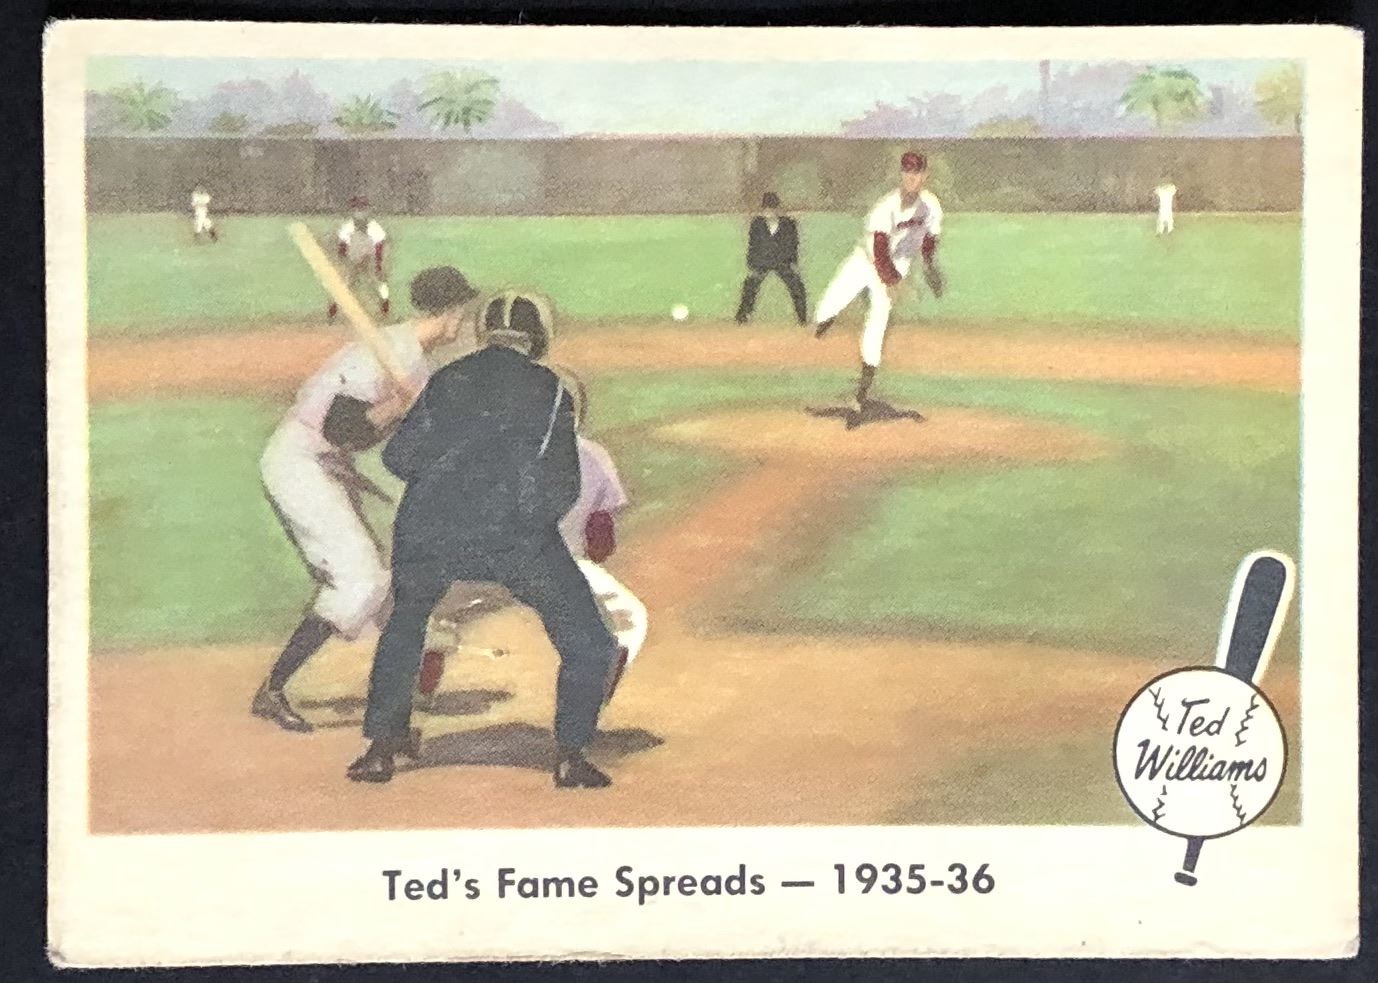 Ted
Williams
Ted's Fame Spreads — 1935-36